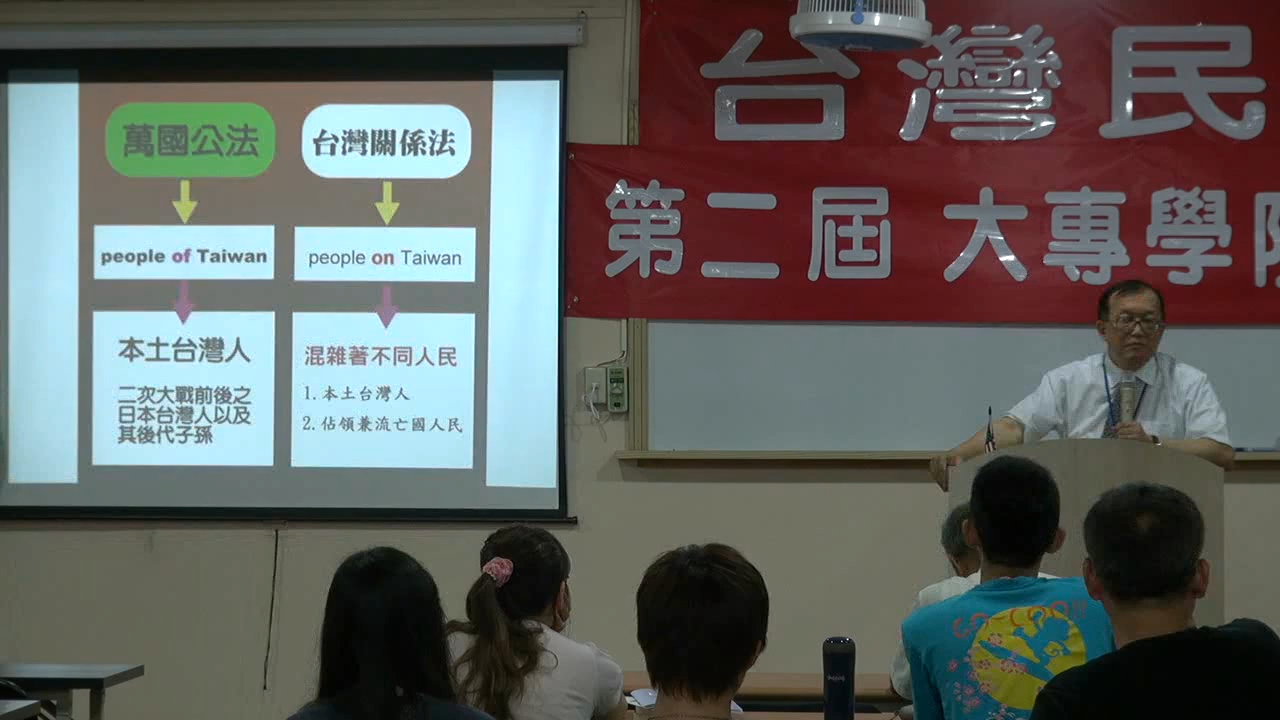 台灣民
第二屆 大專學
萬國公法
台灣關係法
people of Taiwan
people on Taiwan
本土台灣人
二次大戰前後之
日本台灣人以及
其後代子孫
混雜著不同人民
1. 本土台灣人
2. 佔領兼流亡國人民